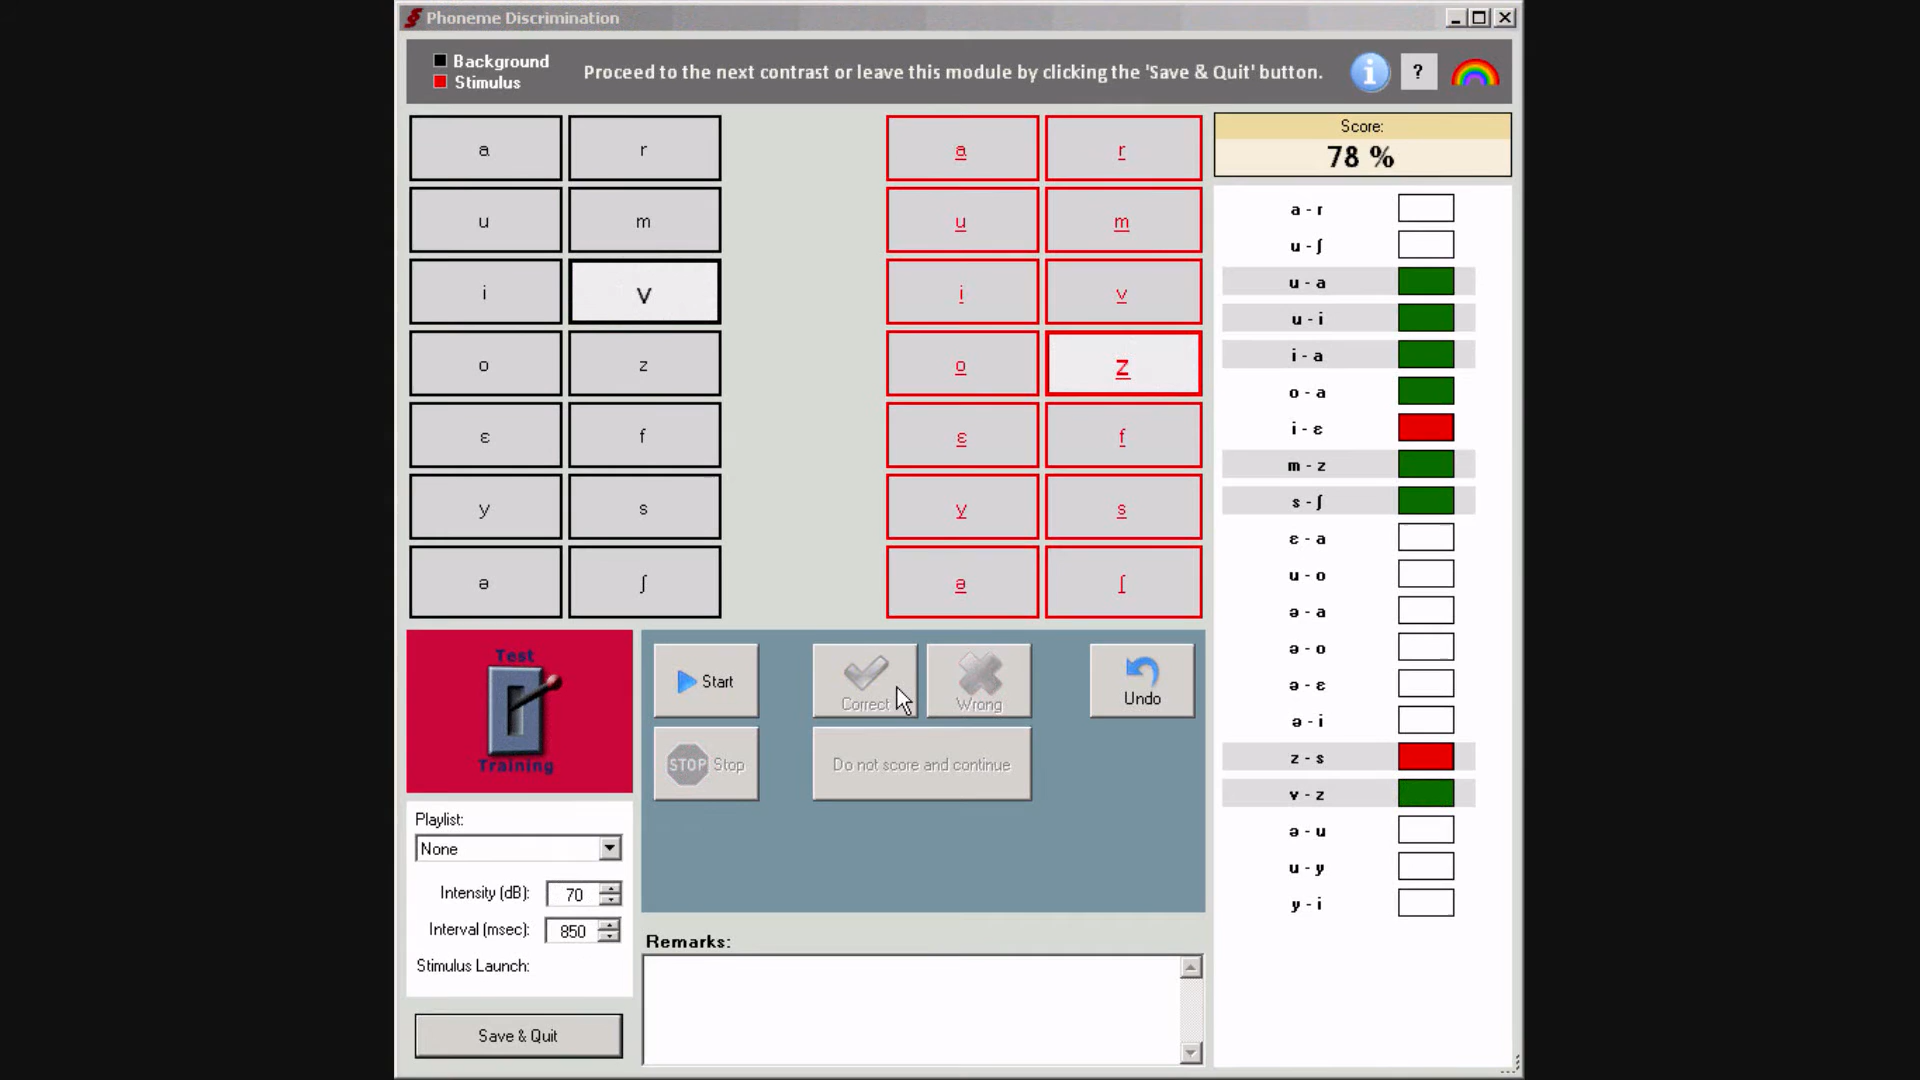 Phoneme Discrimination
Background
Stimulus
Proceed to the next contrast or leave this module by clicking the 'Save & Quit' button.
i
?
a r
u m
i v
o z
ε f
y s
ə ʃ
a r
u m
i v
o z
ε f
y s
ə ʃ
Score:
78 %
a - r
u - ʃ
u - a
u - i
i - a
o - a
i - ε
m - z
s - ʃ
ε - a
u - o
ə - a
ə - o
ə - ε
ə - i
z - s
v - z
ə - u
u - y
y - i
Test
Training
Start
Correct
Wrong
Undo
STOP Stop
Do not score and continue
Playlist:
None
Intensity (dB): 70
Interval (msec): 850
Stimulus Launch:
Save & Quit
Remarks: